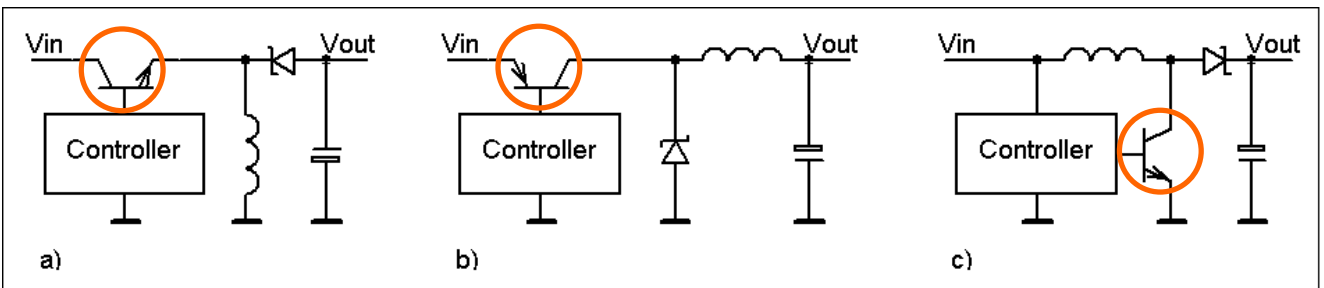 Vin Vout
Controller
a)
Vin Vout
Controller
b)
Vin Vout
Controller
c)